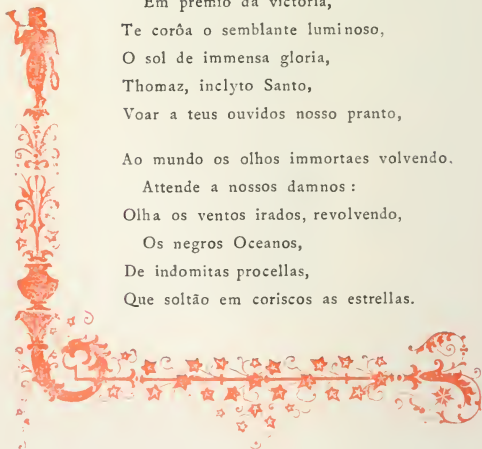 Em premio da victoria,
Te corôa o semblante luminoso,
O sol de immensa gloria,
Thomaz, inclyto Santo,
Voar a teus ouvidos nosso pranto,
Ao mundo os olhos immortaes volvendo.
Attende a nossos damnos :
Olha os ventos irados, revolvendo,
Os negros Oceanos,
De indomitas procellas,
Que soltão em coriscos as estrellas.